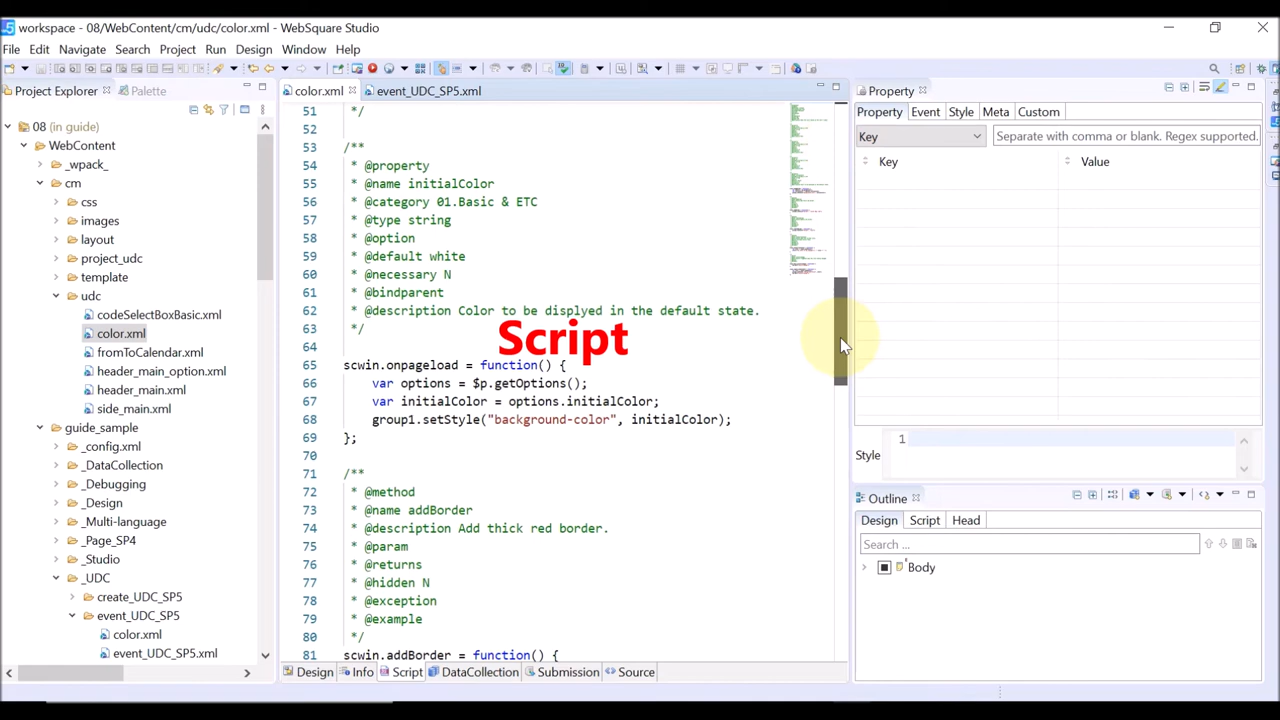 workspace - 08/WebContent/cm/udc/color.xml - WebSquare Studio
File Edit Navigate Search Project Run Design Window Help
Project Explorer
Palette
08 (in guide)
WebContent
_wpack_
cm
css
images
layout
project_udc
template
udc
codeSelectBoxBasic.xml
color.xml
fromToCalendar.xml
header_main_option.xml
header_main.xml
side_main.xml
guide_sample
_config.xml
_DataCollection
_Debugging
_Design
_Multi-language
_Page_SP4
_Studio
_UDC
create_UDC_SP5
event_UDC_SP5
color.xml
event_UDC_SP5.xml
color.xml
event_UDC_SP5.xml
51 */
52
53 /**
54 * @property
55 * @name initialColor
56 * @category 01.Basic & ETC
57 * @type string
58 * @option
59 * @default white
60 * @necessary N
61 * @bindparent
62 * @description Color to be displyed in the default state.
63 */
Script
64
65 scwin.onpageload = function() {
66 var options = $p.getOptions();
67 var initialColor = options.initialColor;
68 group1.setStyle("background-color", initialColor);
69 };
70
71 /**
72 * @method
73 * @name addBorder
74 * @description Add thick red border.
75 * @param
76 * @returns
77 * @hidden N
78 * @exception
79 * @example
80 */
81 scwin.addBorder = function() {
Design Info Script DataCollection Submission Source
Property
Property Event Style Meta Custom
Key
Separate with comma or blank. Regex supported.
Key Value
Style
1
Outline
Design Script Head
Search ...
Body